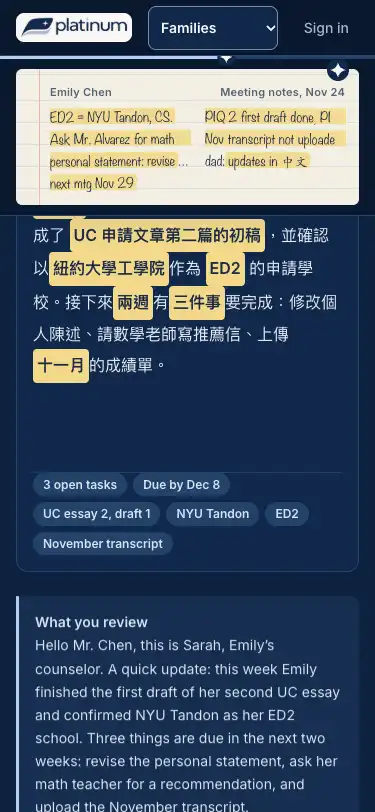 platinum
Families
Sign in
Emily Chen
Meeting notes, Nov 24
ED2 = NYU Tandon, CS.
Ask Mr. Alvarez for math
personal statement: revise ...
next mtg Nov 29
PIQ 2 first draft done, PI
Nov transcript not uploade
dad: updates in 中文
成了 UC 申請文章第二篇的初稿，並確認
以紐約大學工學院作為 ED2 的申請學
校。接下來兩週有三件事要完成：修改個
人陳述、請數學老師寫推薦信、上傳
十一月的成績單。
3 open tasks
Due by Dec 8
UC essay 2, draft 1
NYU Tandon
ED2
November transcript
What you review
Hello Mr. Chen, this is Sarah, Emily’s
counselor. A quick update: this week Emily
finished the first draft of her second UC essay
and confirmed NYU Tandon as her ED2
school. Three things are due in the next two
weeks: revise the personal statement, ask her
math teacher for a recommendation, and
upload the November transcript.